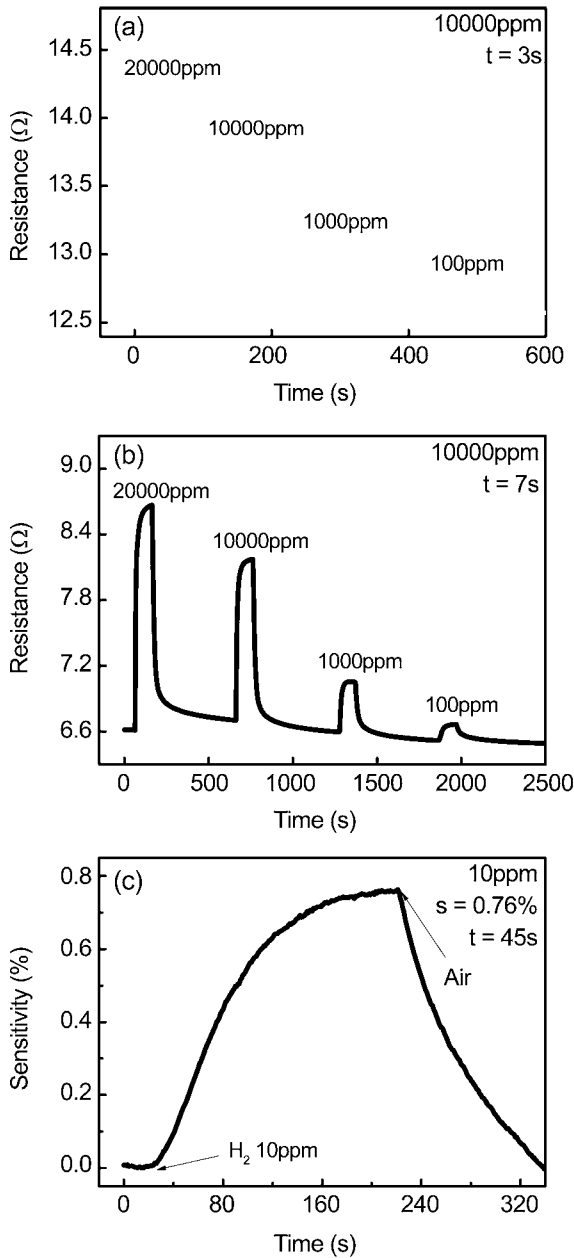 (a)
10000ppm
t = 3s
14.5
20000ppm
14.0
10000ppm
13.5
1000ppm
13.0
100ppm
12.5
Resistance (Ω)
0 200 400 600
Time (s)
(b)
10000ppm
t = 7s
9.0
20000ppm
8.4
10000ppm
7.8
7.2
1000ppm
100ppm
6.6
Resistance (Ω)
0 500 1000 1500 2000 2500
Time (s)
(c)
10ppm
s = 0.76%
t = 45s
0.8
0.6
Air
0.4
0.2
H₂ 10ppm
0.0
Sensitivity (%)
0 80 160 240 320
Time (s)